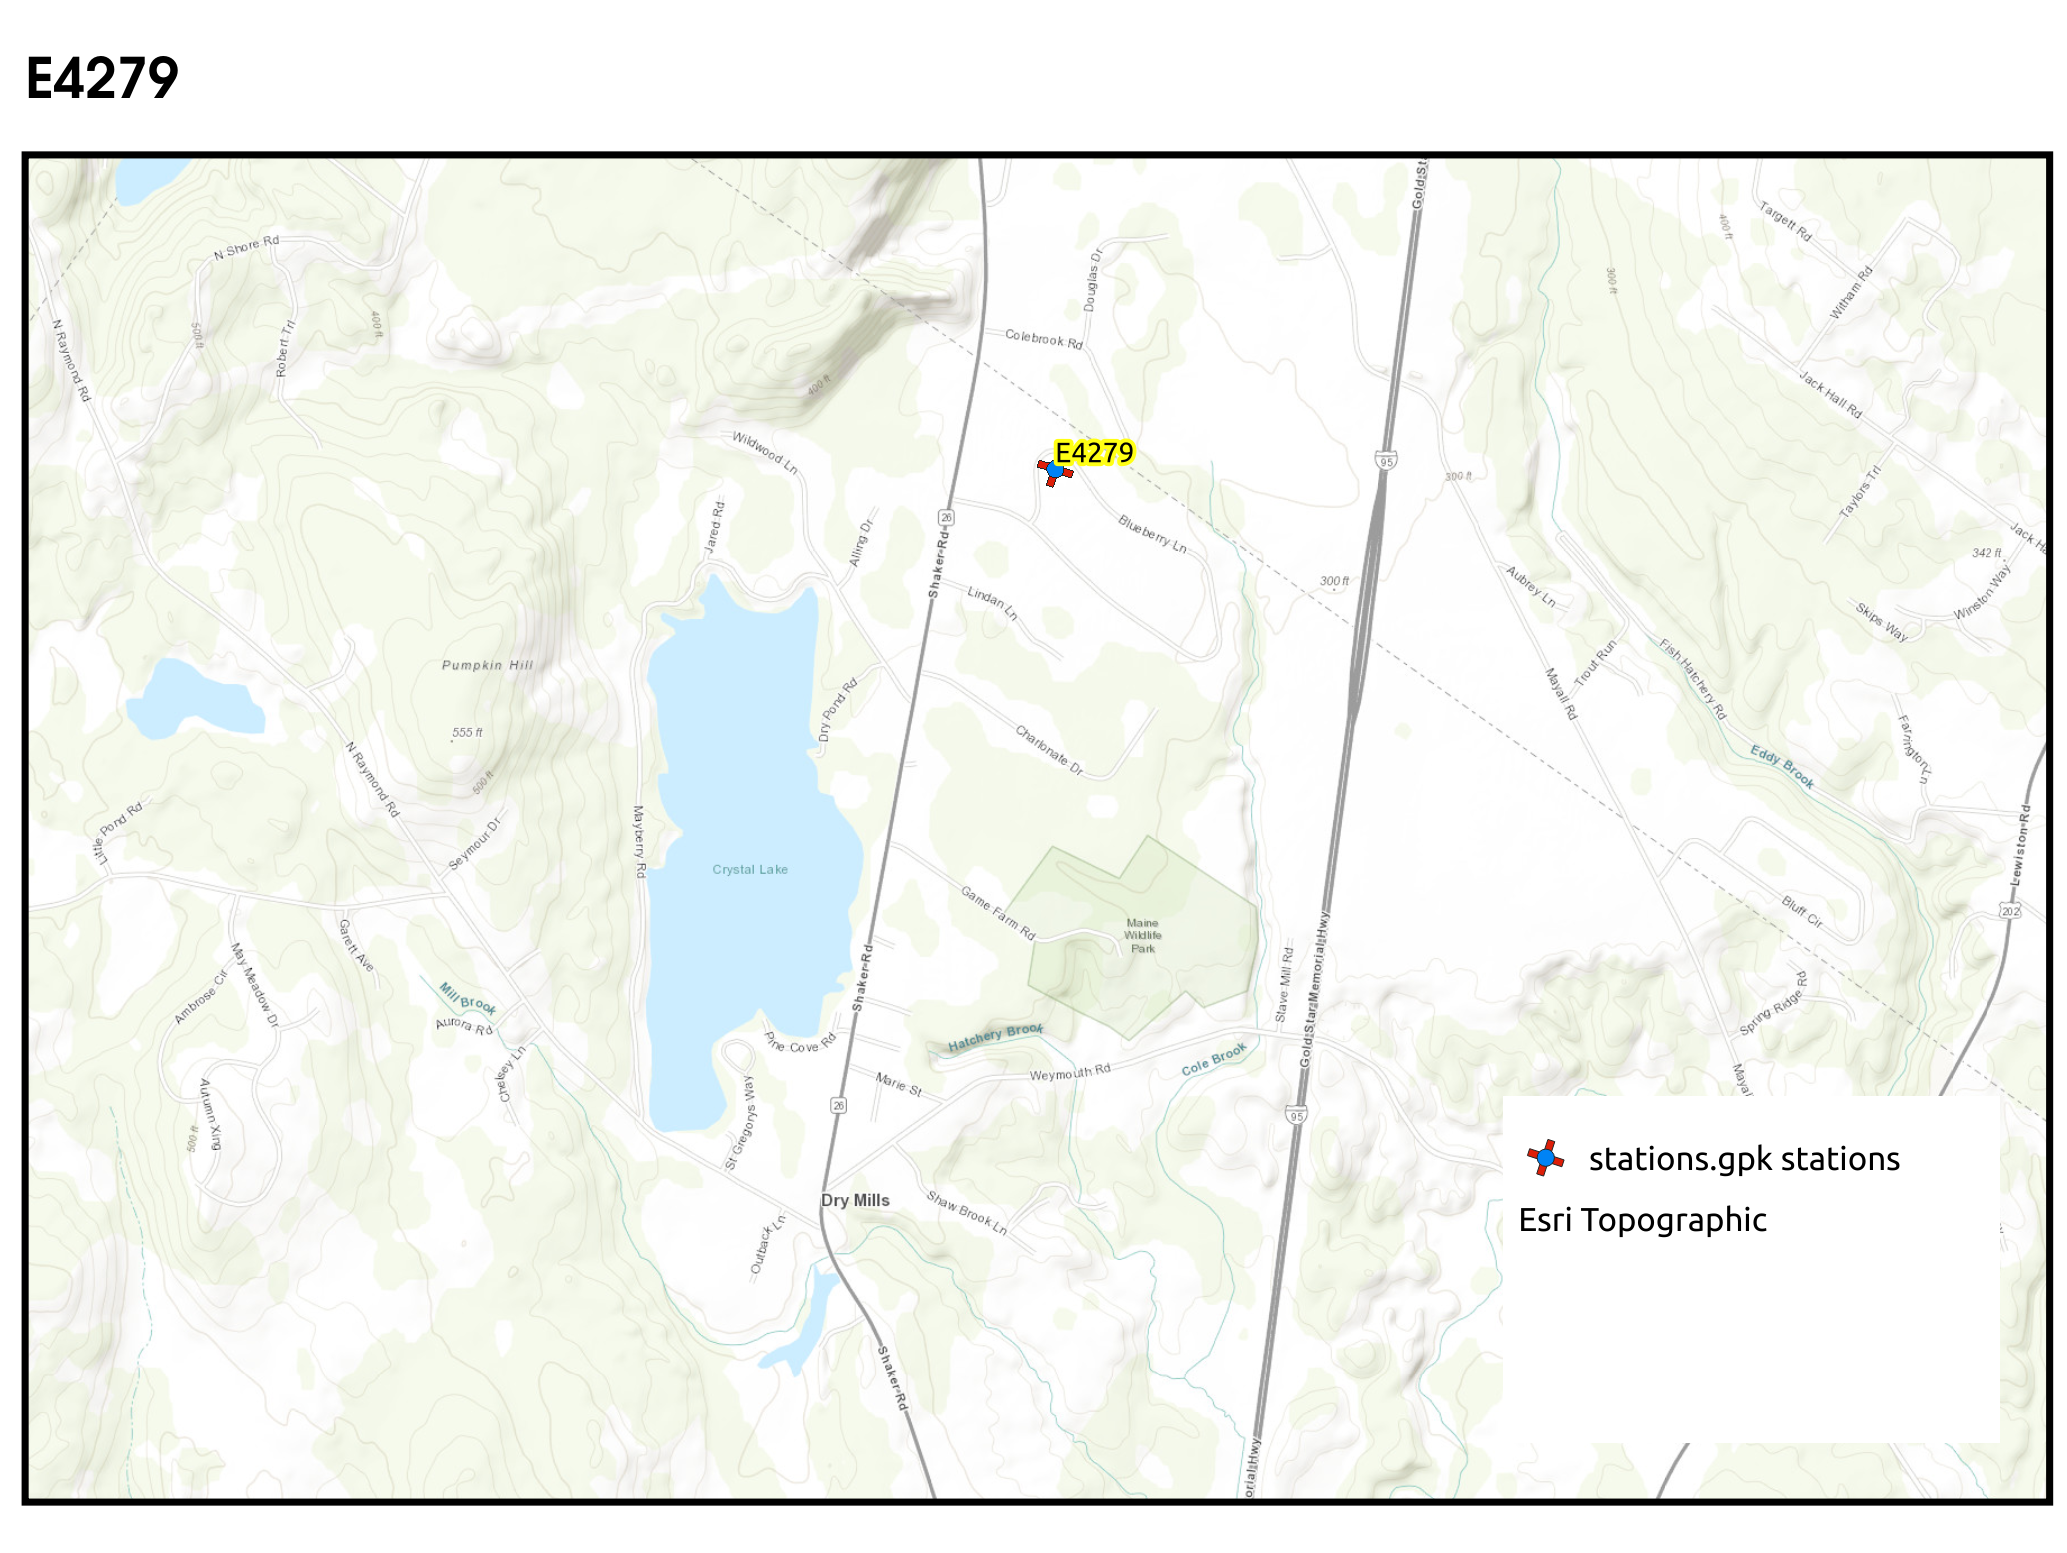 E4279
Gold St
Targett Rd
400 ft
N Shore Rd
Douglas Dr
300 ft
Witham Rd
N Raymond Rd
500 ft
Robert Trl
400 ft
Colebrook Rd
400 ft
Jack Hall Rd
Wildwood Ln
E4279
95
300 ft
Taylors Trl
Jared Rd
Alling Dr
26
Blueberry Ln
Jack Ha
342 ft
Shaker Rd
Lindan Ln
300 ft
Aubrey Ln
Skips Way
Winston Way
Pumpkin Hill
Trout Run
Fish Hatchery Rd
Mayall Rd
Dry Pond Rd
555 ft
Charlonate Dr
Farrington Ln
Eddy Brook
N Raymond Rd
500 ft
Little Pond Rd
Seymour Dr
Mayberry Rd
Lewiston Rd
Crystal Lake
Game Farm Rd
Bluff Cir
202
Maine
Wildlife
Park
Garett Ave
May Meadow Dr
Ambrose Cir
Mill Brook
Aurora Rd
Shaker Rd
Stave Mill Rd
Gold Star Memorial Hwy
Spring Ridge Rd
Hatchery Brook
Pine Cove Rd
Cole Brook
Chelsey Ln
Weymouth Rd
Marie St
Mayal
26
95
Autumn Xing
500 ft
St Gregorys Way
Dry Mills
Shaw Brook Ln
Outback Ln
stations.gpk stations
Esri Topographic
Shaker Rd
orial Hwy